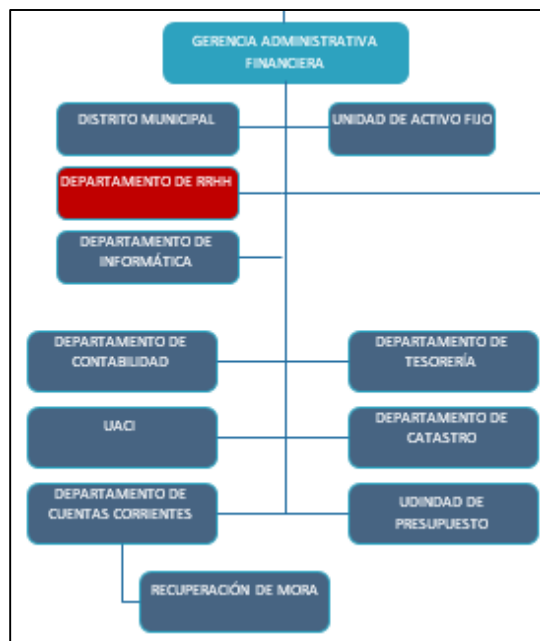 GERENCIA ADMINISTRATIVA
FINANCIERA
DISTRITO MUNICIPAL
UNIDAD DE ACTIVO FIJO
DEPARTAMENTO DE RRHH
DEPARTAMENTO DE
INFORMÁTICA
DEPARTAMENTO DE
CONTABILIDAD
DEPARTAMENTO DE
TESORERÍA
UACI
DEPARTAMENTO DE
CATASTRO
DEPARTAMENTO DE
CUENTAS CORRIENTES
UDINDAD DE
PRESUPUESTO
RECUPERACIÓN DE MORA